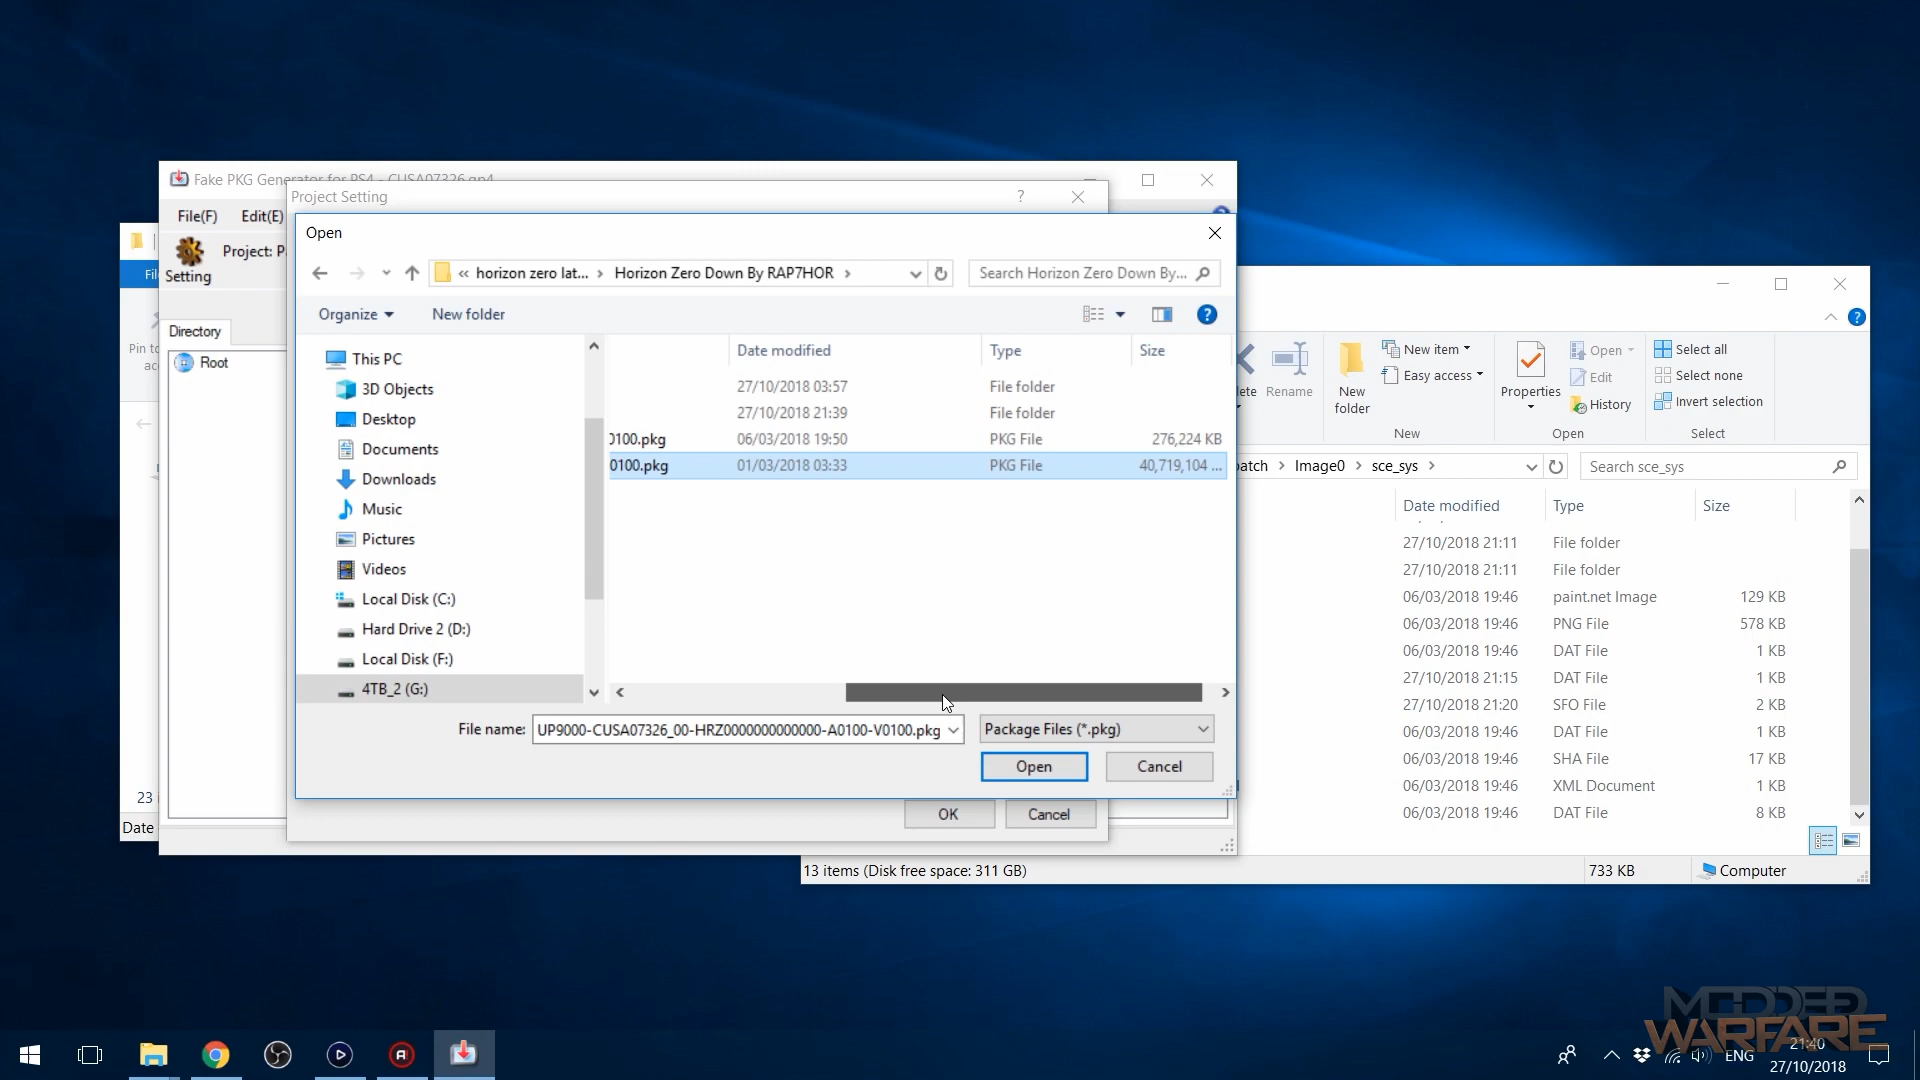 Fake PKG Generator for PS4 - CUSA07326.gp4
Project Setting
?
File(F)
Edit(E)
Project: P
Setting
Directory
Root
Open
« horizon zero lat... > Horizon Zero Down By RAP7HOR >
Search Horizon Zero Down By...
Organize
New folder
This PC
3D Objects
Desktop
Documents
Downloads
Music
Pictures
Videos
Local Disk (C:)
Hard Drive 2 (D:)
Local Disk (F:)
4TB_2 (G:)
Date modified Type Size
27/10/2018 03:57 File folder
27/10/2018 21:39 File folder
0100.pkg 06/03/2018 19:50 PKG File 276,224 KB
0100.pkg 01/03/2018 03:33 PKG File 40,719,104 ...
File name: UP9000-CUSA07326_00-HRZ0000000000000-A0100-V0100.pkg
Package Files (*.pkg)
Open
Cancel
OK
Cancel
Fil
Pin to
ac
23 i
Date
ete
Rename
New
folder
New item
Easy access
New
Properties
Open
Edit
History
Open
Select all
Select none
Invert selection
Select
atch > Image0 > sce_sys >
Search sce_sys
Date modified Type Size
27/10/2018 21:11 File folder
27/10/2018 21:11 File folder
06/03/2018 19:46 paint.net Image 129 KB
06/03/2018 19:46 PNG File 578 KB
06/03/2018 19:46 DAT File 1 KB
27/10/2018 21:15 DAT File 1 KB
27/10/2018 21:20 SFO File 2 KB
06/03/2018 19:46 DAT File 1 KB
06/03/2018 19:46 SHA File 17 KB
06/03/2018 19:46 XML Document 1 KB
06/03/2018 19:46 DAT File 8 KB
13 items (Disk free space: 311 GB)
733 KB
Computer
MODDED
WARFARE
ENG
21:40
27/10/2018